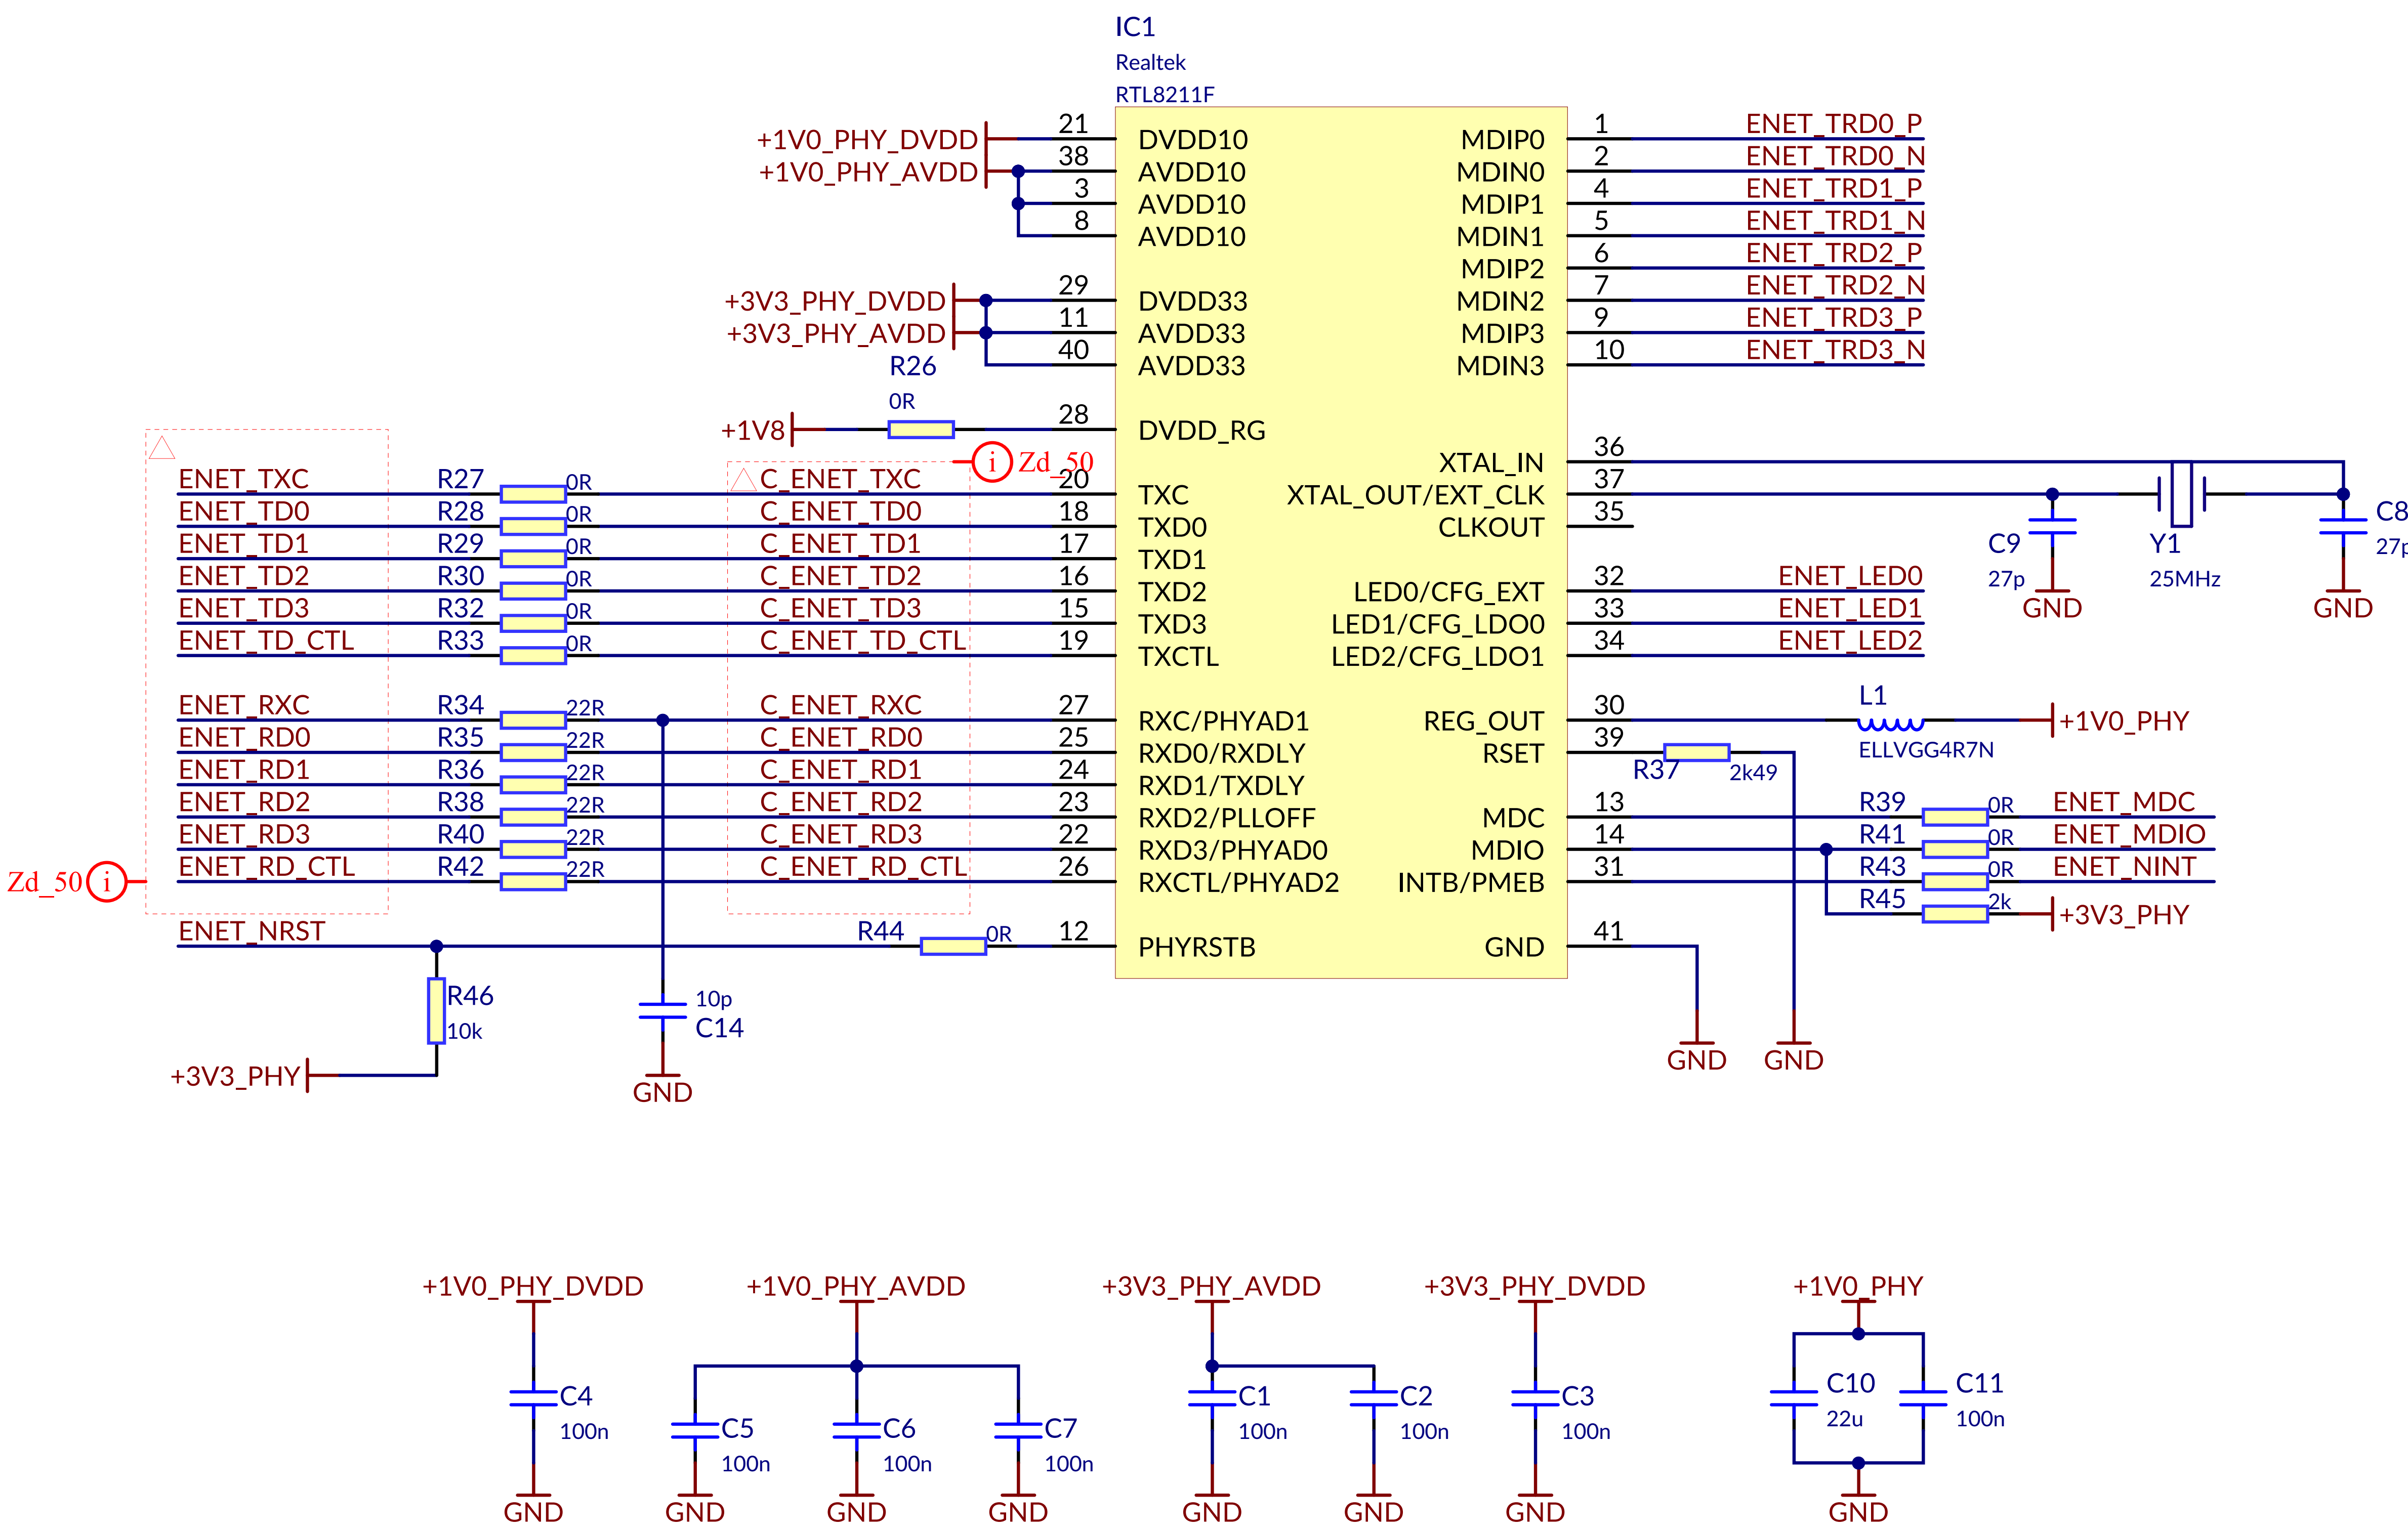 IC1
Realtek
RTL8211F
+1V0_PHY_DVDD 21 DVDD10 MDIP0 1 ENET_TRD0_P
+1V0_PHY_AVDD 38 AVDD10 MDIN0 2 ENET_TRD0_N
3 AVDD10 MDIP1 4 ENET_TRD1_P
8 AVDD10 MDIN1 5 ENET_TRD1_N
MDIP2 6 ENET_TRD2_P
+3V3_PHY_DVDD 29 DVDD33 MDIN2 7 ENET_TRD2_N
+3V3_PHY_AVDD 11 AVDD33 MDIP3 9 ENET_TRD3_P
40 AVDD33 MDIN3 10 ENET_TRD3_N
R26
0R
+1V8 28 DVDD_RG
Zd_50
XTAL_IN 36
ENET_TXC R27 0R C_ENET_TXC 20 TXC XTAL_OUT/EXT_CLK 37
ENET_TD0 R28 0R C_ENET_TD0 18 TXD0 CLKOUT 35
C8
27p
ENET_TD1 R29 0R C_ENET_TD1 17 TXD1
C9 Y1
27p 25MHz
ENET_TD2 R30 0R C_ENET_TD2 16 TXD2 LED0/CFG_EXT 32 ENET_LED0
GND GND
ENET_TD3 R32 0R C_ENET_TD3 15 TXD3 LED1/CFG_LDO0 33 ENET_LED1
ENET_TD_CTL R33 0R C_ENET_TD_CTL 19 TXCTL LED2/CFG_LDO1 34 ENET_LED2
L1
ENET_RXC R34 22R C_ENET_RXC 27 RXC/PHYAD1 REG_OUT 30 +1V0_PHY
ELLVGG4R7N
ENET_RD0 R35 22R C_ENET_RD0 25 RXD0/RXDLY RSET 39
R37 2k49
ENET_RD1 R36 22R C_ENET_RD1 24 RXD1/TXDLY
ENET_RD2 R38 22R C_ENET_RD2 23 RXD2/PLLOFF MDC 13 R39 0R ENET_MDC
ENET_RD3 R40 22R C_ENET_RD3 22 RXD3/PHYAD0 MDIO 14 R41 0R ENET_MDIO
Zd_50 ENET_RD_CTL R42 22R C_ENET_RD_CTL 26 RXCTL/PHYAD2 INTB/PMEB 31 R43 0R ENET_NINT
R45 2k +3V3_PHY
ENET_NRST R44 0R 12 PHYRSTB GND 41
R46
10k
10p
C14
+3V3_PHY
GND
GND GND
+1V0_PHY_DVDD +1V0_PHY_AVDD +3V3_PHY_AVDD +3V3_PHY_DVDD +1V0_PHY
C4 C1 C2 C3 C10 C11
100n 100n 100n 100n 22u 100n
C5 C6 C7
100n 100n 100n
GND GND GND GND GND GND GND GND